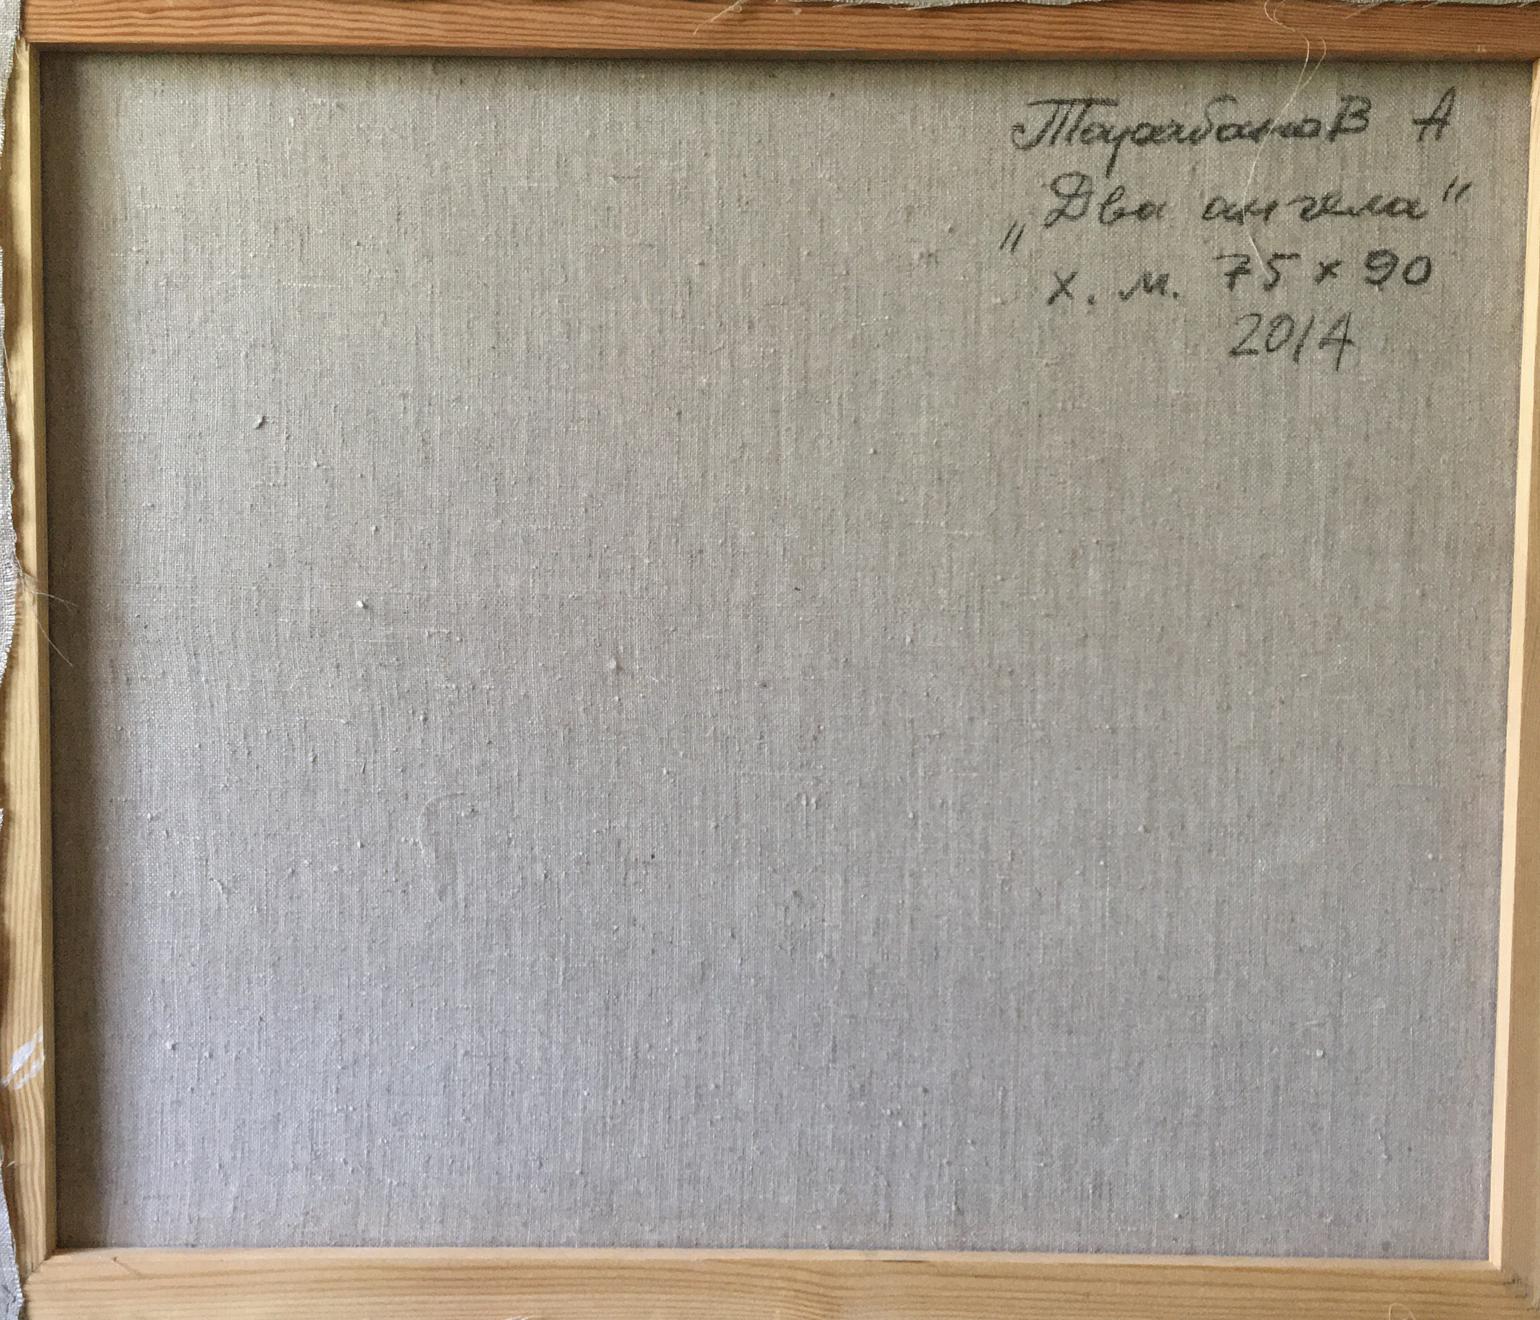 Тарабанов А
„Два ангела"
х. м. 75 х 90
2014